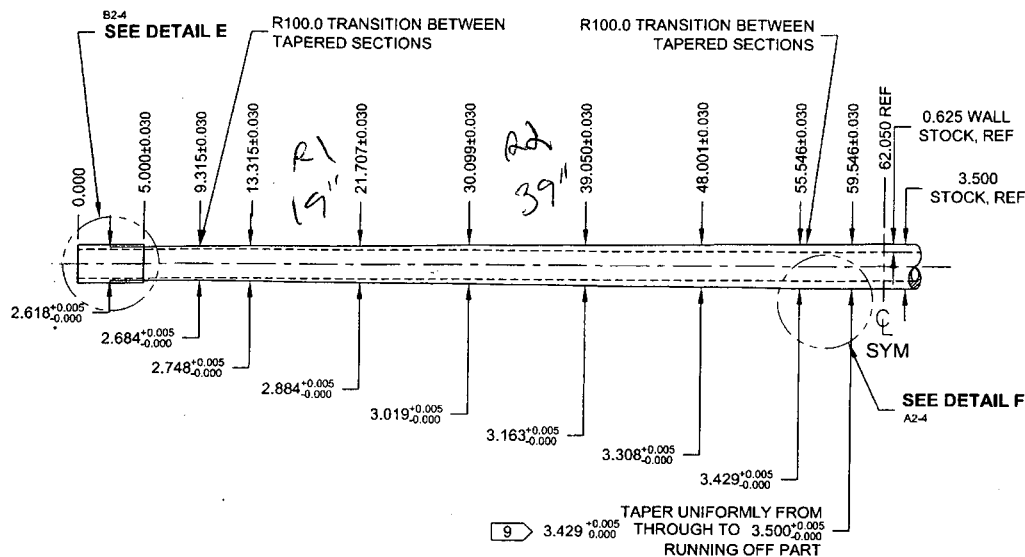 B2-4
SEE DETAIL E
R100.0 TRANSITION BETWEEN
TAPERED SECTIONS
R100.0 TRANSITION BETWEEN
TAPERED SECTIONS
0.000
5.000±0.030
9.315±0.030
13.315±0.030
R1
19"
21.707±0.030
30.099±0.030
R2
39"
39.050±0.030
48.001±0.030
55.546±0.030
59.546±0.030
62.050 REF
0.625 WALL
STOCK, REF
3.500
STOCK, REF
2.618 +0.005 -0.000
2.684 +0.005 -0.000
2.748 +0.005 -0.000
2.884 +0.005 -0.000
3.019 +0.005 -0.000
3.163 +0.005 -0.000
3.308 +0.005 -0.000
3.429 +0.005 -0.000
℄
SYM
SEE DETAIL F
A2-4
TAPER UNIFORMLY FROM
9 3.429 +0.005 0.000 THROUGH TO 3.500 +0.005 -0.000
RUNNING OFF PART